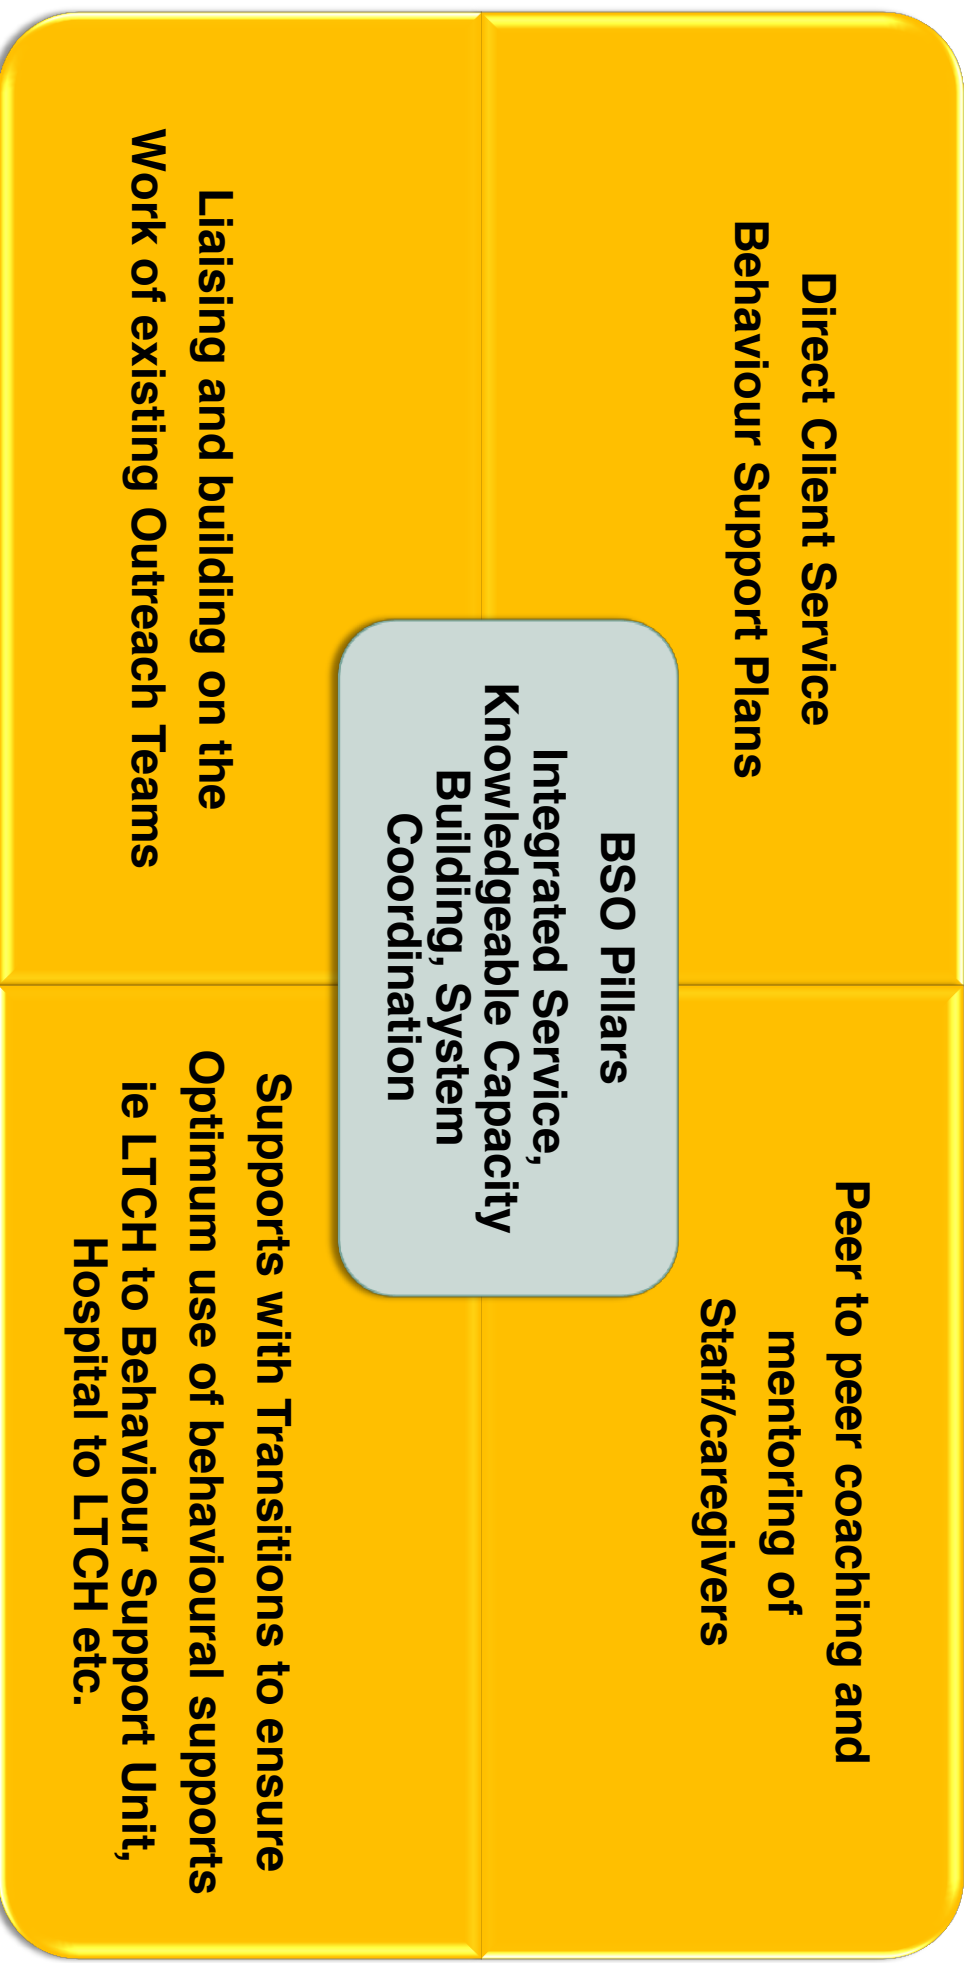 Direct Client Service
Behaviour Support Plans
Peer to peer coaching and
mentoring of
Staff/caregivers
BSO Pillars
Integrated Service,
Knowledgeable Capacity
Building, System
Coordination
Liaising and building on the
Work of existing Outreach Teams
Supports with Transitions to ensure
Optimum use of behavioural supports
ie LTCH to Behaviour Support Unit,
Hospital to LTCH etc.